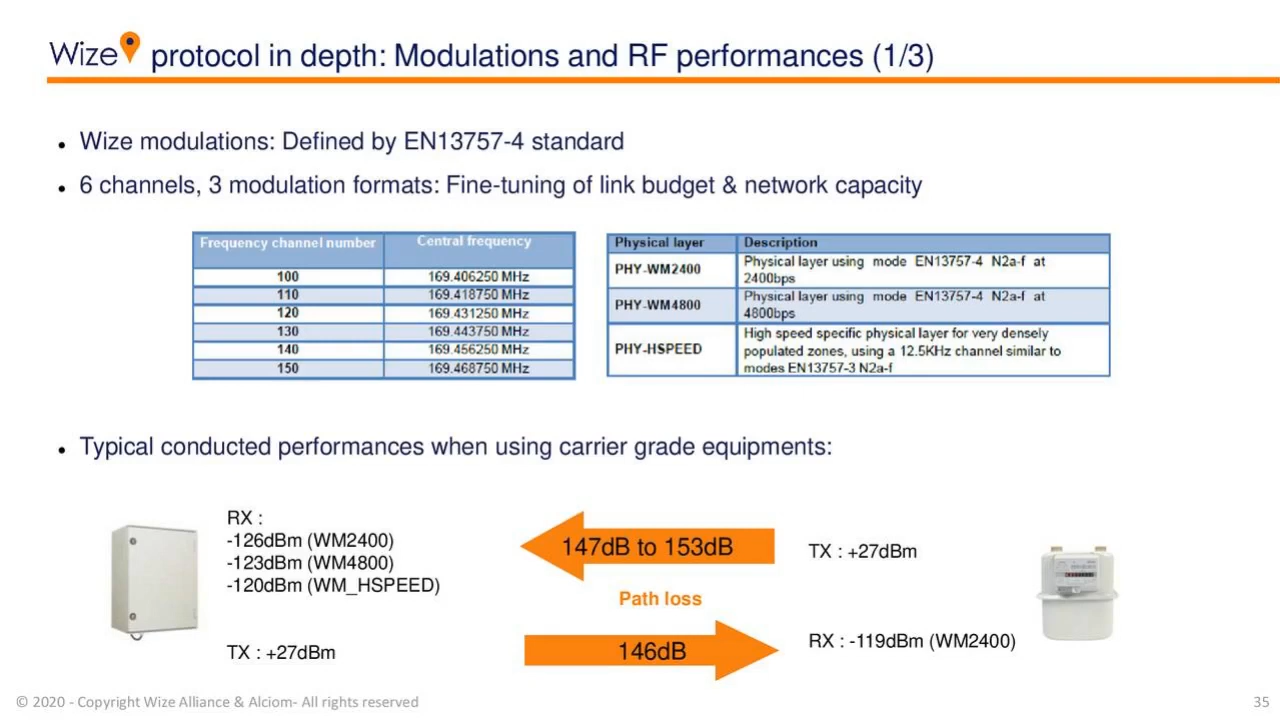 Wize protocol in depth: Modulations and RF performances (1/3)
Wize modulations: Defined by EN13757-4 standard
6 channels, 3 modulation formats: Fine-tuning of link budget & network capacity
Frequency channel number Central frequency
100 169.406250 MHz
110 169.418750 MHz
120 169.431250 MHz
130 169.443750 MHz
140 169.456250 MHz
150 169.468750 MHz
Physical layer Description
PHY-WM2400 Physical layer using mode EN13757-4 N2a-f at
2400bps
PHY-WM4800 Physical layer using mode EN13757-4 N2a-f at
4800bps
High speed specific physical layer for very densely
PHY-HSPEED populated zones, using a 12.5KHz channel similar to
modes EN13757-3 N2a-f
Typical conducted performances when using carrier grade equipments:
RX :
-126dBm (WM2400)
-123dBm (WM4800)
-120dBm (WM_HSPEED)
TX : +27dBm
147dB to 153dB
Path loss
146dB
TX : +27dBm
RX : -119dBm (WM2400)
© 2020 - Copyright Wize Alliance & Alciom- All rights reserved
35